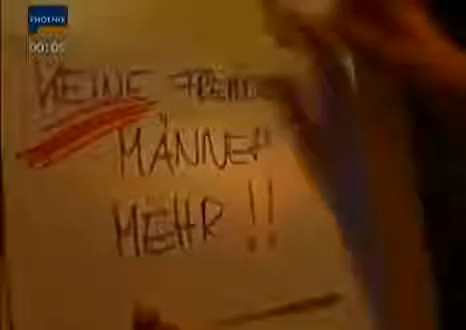 PHOENIX
00:05
KEINE FREMDE
MÄNNER
MEHR !!